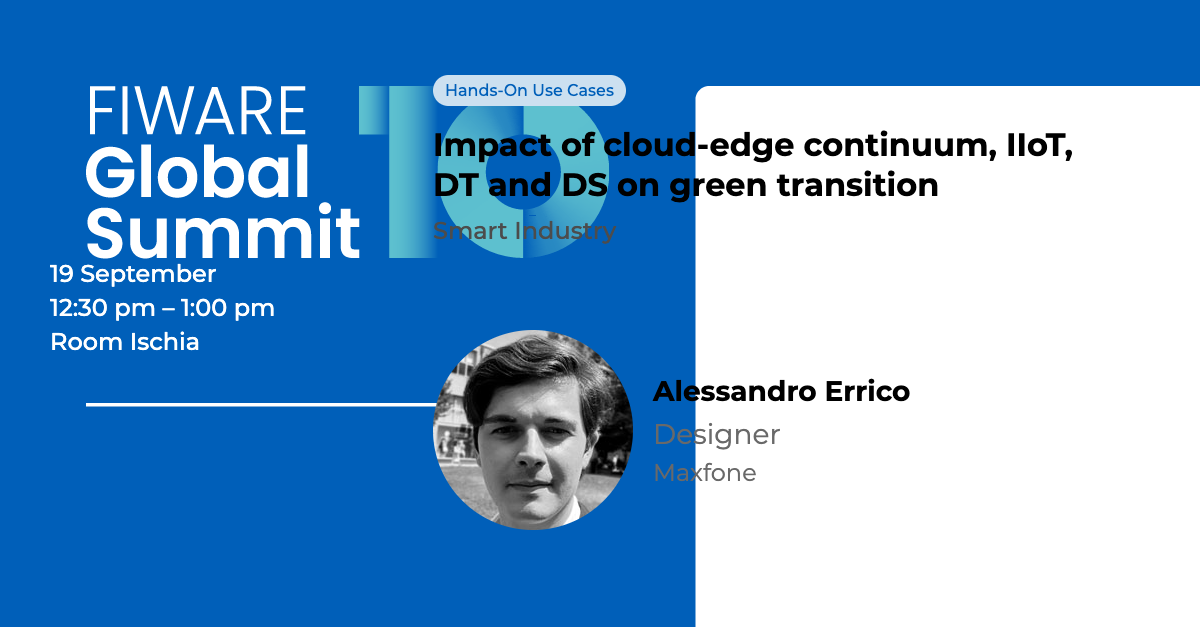 FIWARE
Global
Summit
10
19 September
12:30 pm – 1:00 pm
Room Ischia
Hands-On Use Cases
Impact of cloud-edge continuum, IIoT,
DT and DS on green transition
Smart Industry
Alessandro Errico
Designer
Maxfone